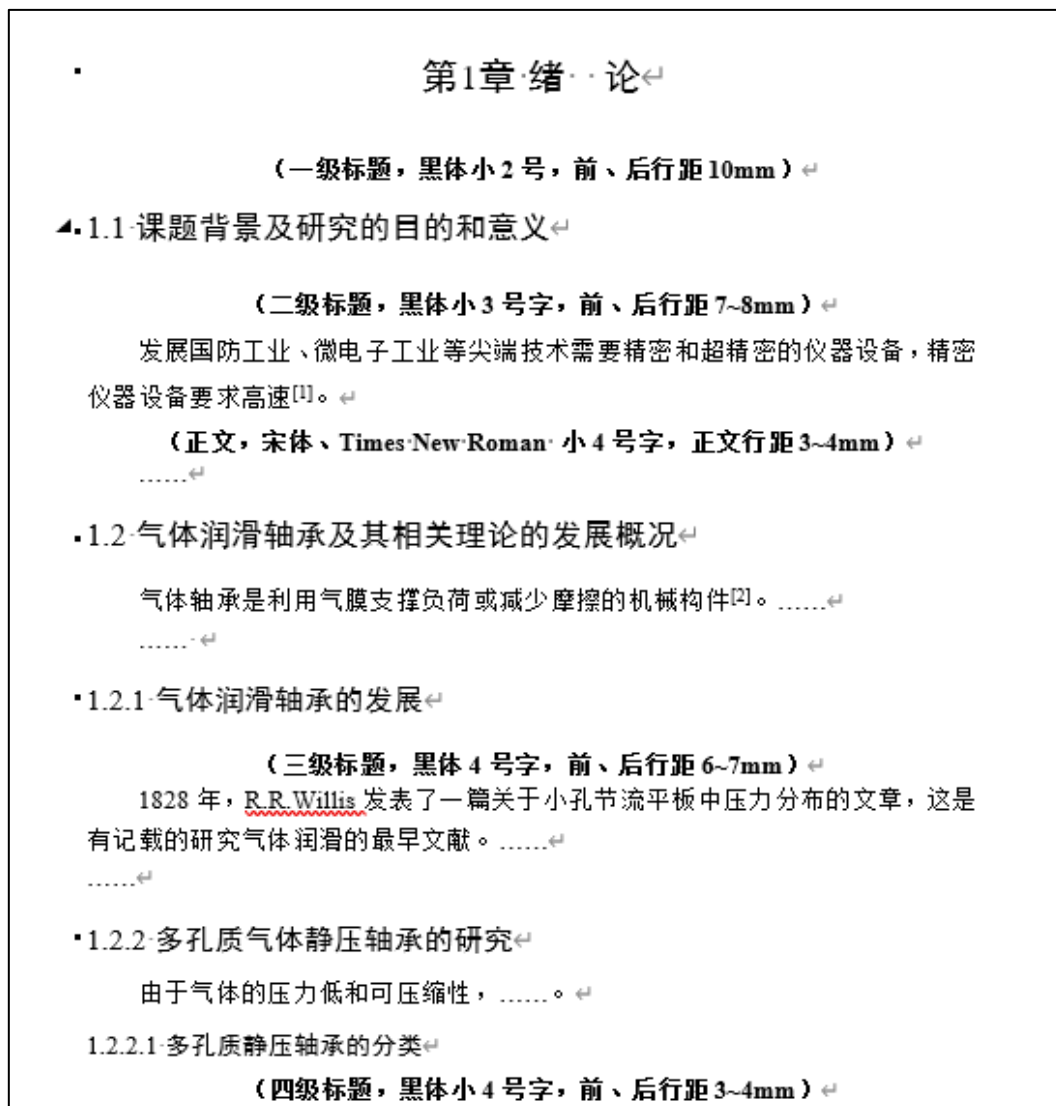 第1章 绪 论
（一级标题，黑体小2号，前、后行距10mm）
1.1 课题背景及研究的目的和意义
（二级标题，黑体小3号字，前、后行距7~8mm）
发展国防工业、微电子工业等尖端技术需要精密和超精密的仪器设备，精密
仪器设备要求高速[1]。
（正文，宋体、Times New Roman 小4号字，正文行距3~4mm）
……
1.2 气体润滑轴承及其相关理论的发展概况
气体轴承是利用气膜支撑负荷或减少摩擦的机械构件[2]。……
……
1.2.1 气体润滑轴承的发展
（三级标题，黑体4号字，前、后行距6~7mm）
1828年，R.R.Willis发表了一篇关于小孔节流平板中压力分布的文章，这是
有记载的研究气体润滑的最早文献。……
……
1.2.2 多孔质气体静压轴承的研究
由于气体的压力低和可压缩性，……。
1.2.2.1 多孔质静压轴承的分类
（四级标题，黑体小4号字，前、后行距3~4mm）